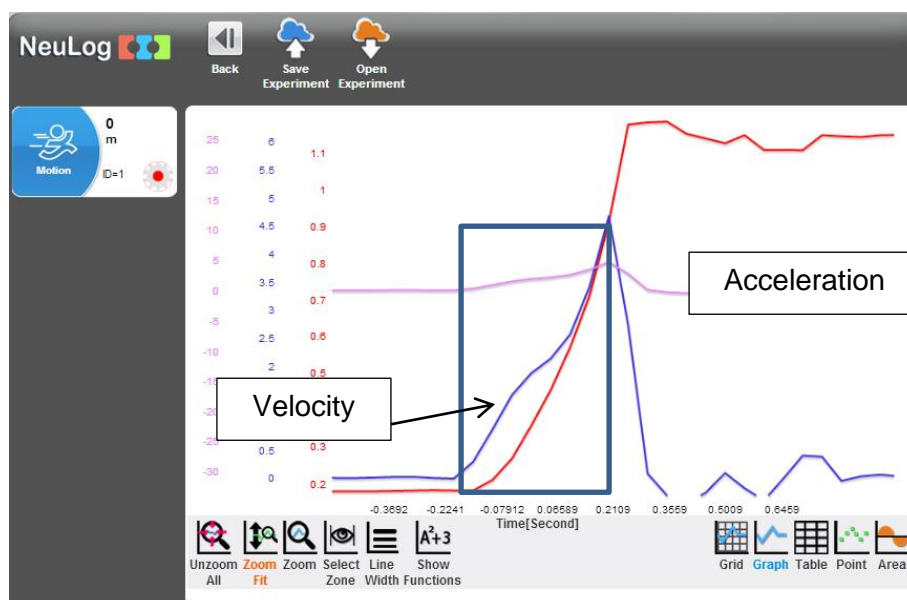 NeuLog
Back
Save
Experiment
Open
Experiment
0
m
Motion
ID=1
25
20
15
10
5
0
-5
-10
-15
-20
-25
-30
6
5.5
5
4.5
4
3.5
3
2.5
2
0.5
0
1.1
1
0.9
0.8
0.7
0.6
0.5
0.3
0.2
Acceleration
Velocity
-0.3692 -0.2241 -0.07912 0.06589 0.2109 0.3559 0.5009 0.6459
Time[Second]
Unzoom
All
Zoom
Fit
Zoom
Select
Zone
Line
Width
A²+3
Show
Functions
Grid
Graph
Table
Point
Area